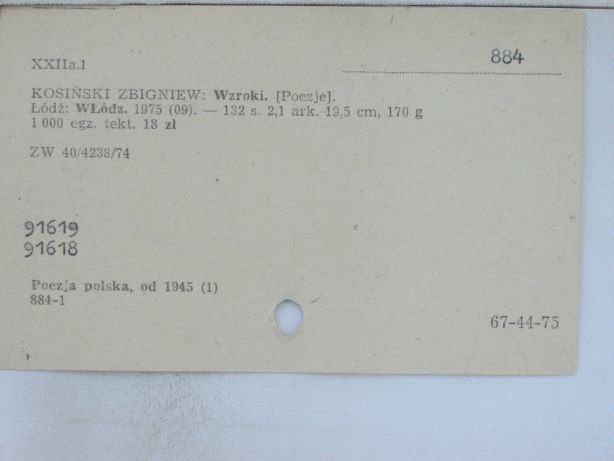 884
XXIIa.1
KOSIŃSKI ZBIGNIEW: Wzroki. [Poezje].
Łódź: WŁódz. 1975 (09). — 132 s. 2,1 ark. 19,5 cm, 170 g
1 000 egz. tekt. 18 zł
ZW 40/4238/74
91619
91618
Poezja polska, od 1945 (1)
884-1
67-44-75